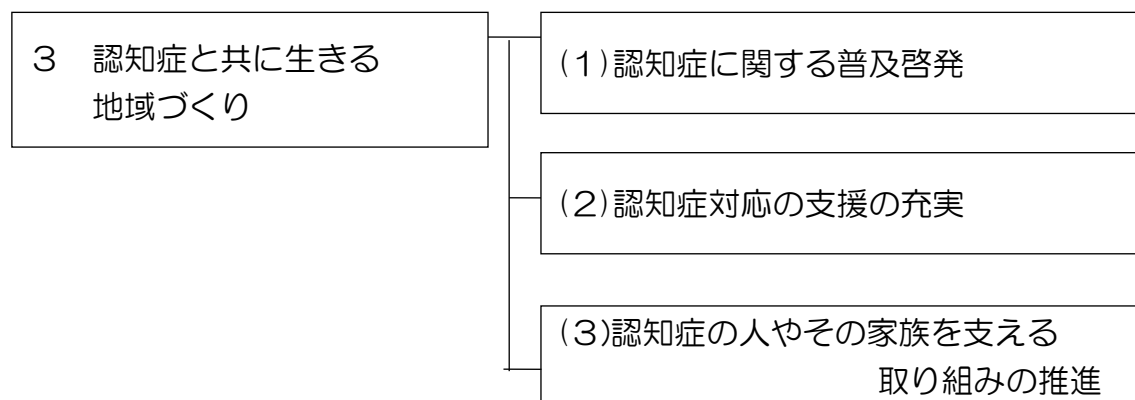 ３　認知症と共に生きる
地域づくり
(１)認知症に関する普及啓発
(２)認知症対応の支援の充実
(３)認知症の人やその家族を支える
取り組みの推進